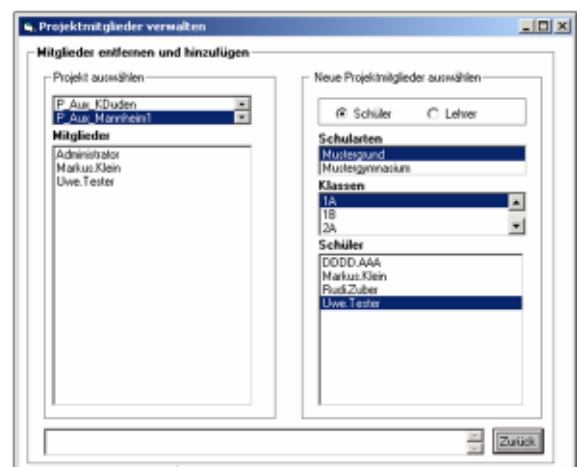 Projektmitglieder verwalten
Mitglieder entfernen und hinzufügen
Projekt auswählen
P_Aux_KDuden
P_Aux_Mannheim1
Mitglieder
Administrator
Markus.Klein
Uwe.Tester
Neue Projektmitglieder auswählen
Schüler Lehrer
Schularten
Mustergrund
Mustergymnasium
Klassen
1A
1B
2A
Schüler
DDDD.AAA
Markus.Klein
Rudi.Zuber
Uwe.Tester
Zurück